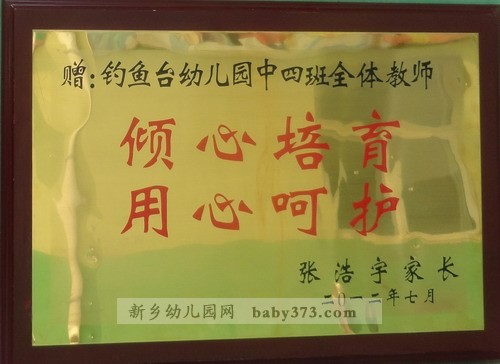 赠:钓鱼台幼儿园中四班全体教师
倾心培育
用心呵护
张浩宇家长
二〇一二年七月
新乡幼儿园网 baby373.com